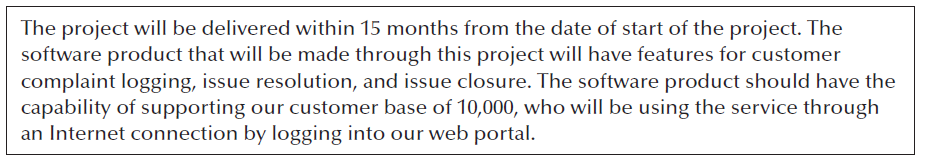 The project will be delivered within 15 months from the date of start of the project. The
software product that will be made through this project will have features for customer
complaint logging, issue resolution, and issue closure. The software product should have the
capability of supporting our customer base of 10,000, who will be using the service through
an Internet connection by logging into our web portal.